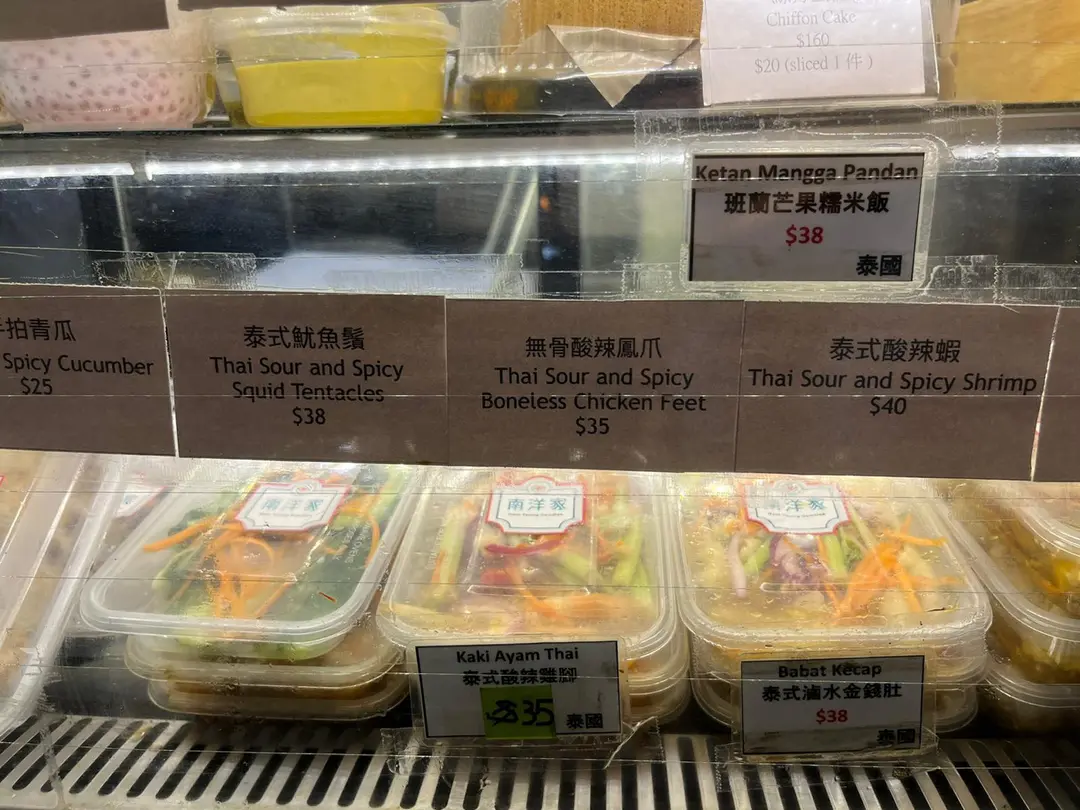 Chiffon Cake
$160
$20 (sliced 1 件)
Ketan Mangga Pandan
班蘭芒果糯米飯
$38
泰國
手拍青瓜
Spicy Cucumber
$25
泰式魷魚鬚
Thai Sour and Spicy
Squid Tentacles
$38
無骨酸辣鳳爪
Thai Sour and Spicy
Boneless Chicken Feet
$35
泰式酸辣蝦
Thai Sour and Spicy Shrimp
$40
南洋家
南洋家
南洋家
Kaki Ayam Thai
泰式酸辣雞腳
$35
泰國
Babat Kecap
泰式滷水金錢肚
$38
泰國